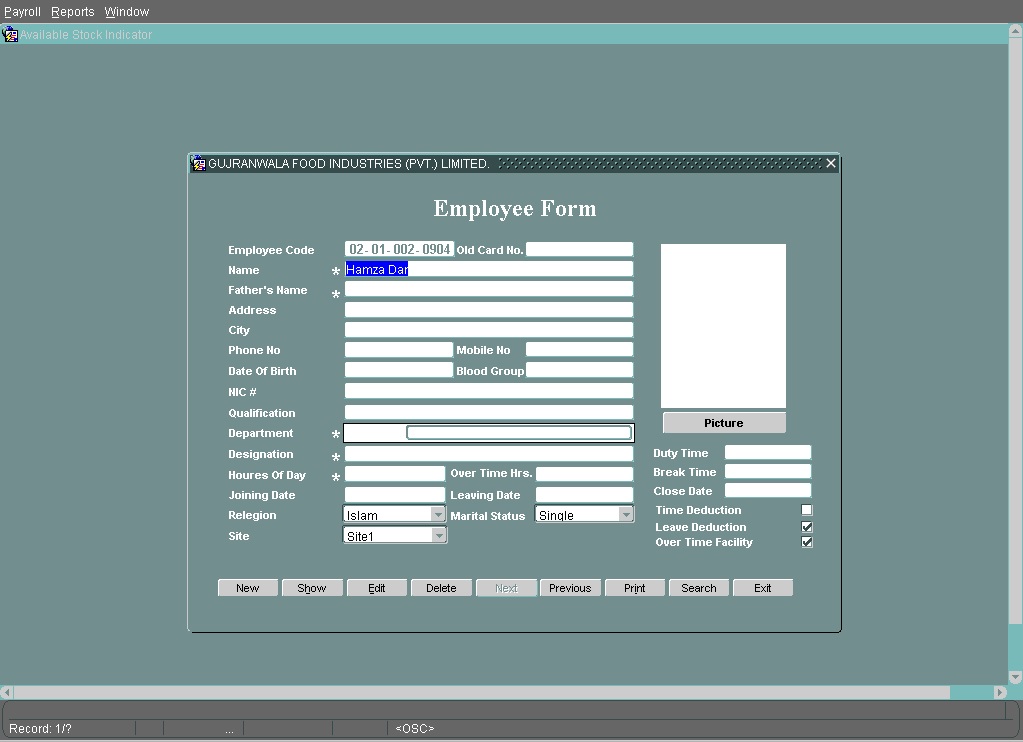 Payroll Reports Window
Available Stock Indicator
GUJRANWALA FOOD INDUSTRIES (PVT.) LIMITED.
Employee Form
Employee Code 02-01-002-0904 Old Card No.
Name * Hamza Dar
Father's Name *
Address
City
Phone No Mobile No
Date Of Birth Blood Group
NIC #
Qualification
Picture
Department *
Designation * Duty Time
Houres Of Day * Over Time Hrs. Break Time
Joining Date Leaving Date Close Date
Relegion Islam Marital Status Single Time Deduction
Leave Deduction
Site Site1 Over Time Facility
New Show Edit Delete Next Previous Print Search Exit
Record: 1/? ... <OSC>